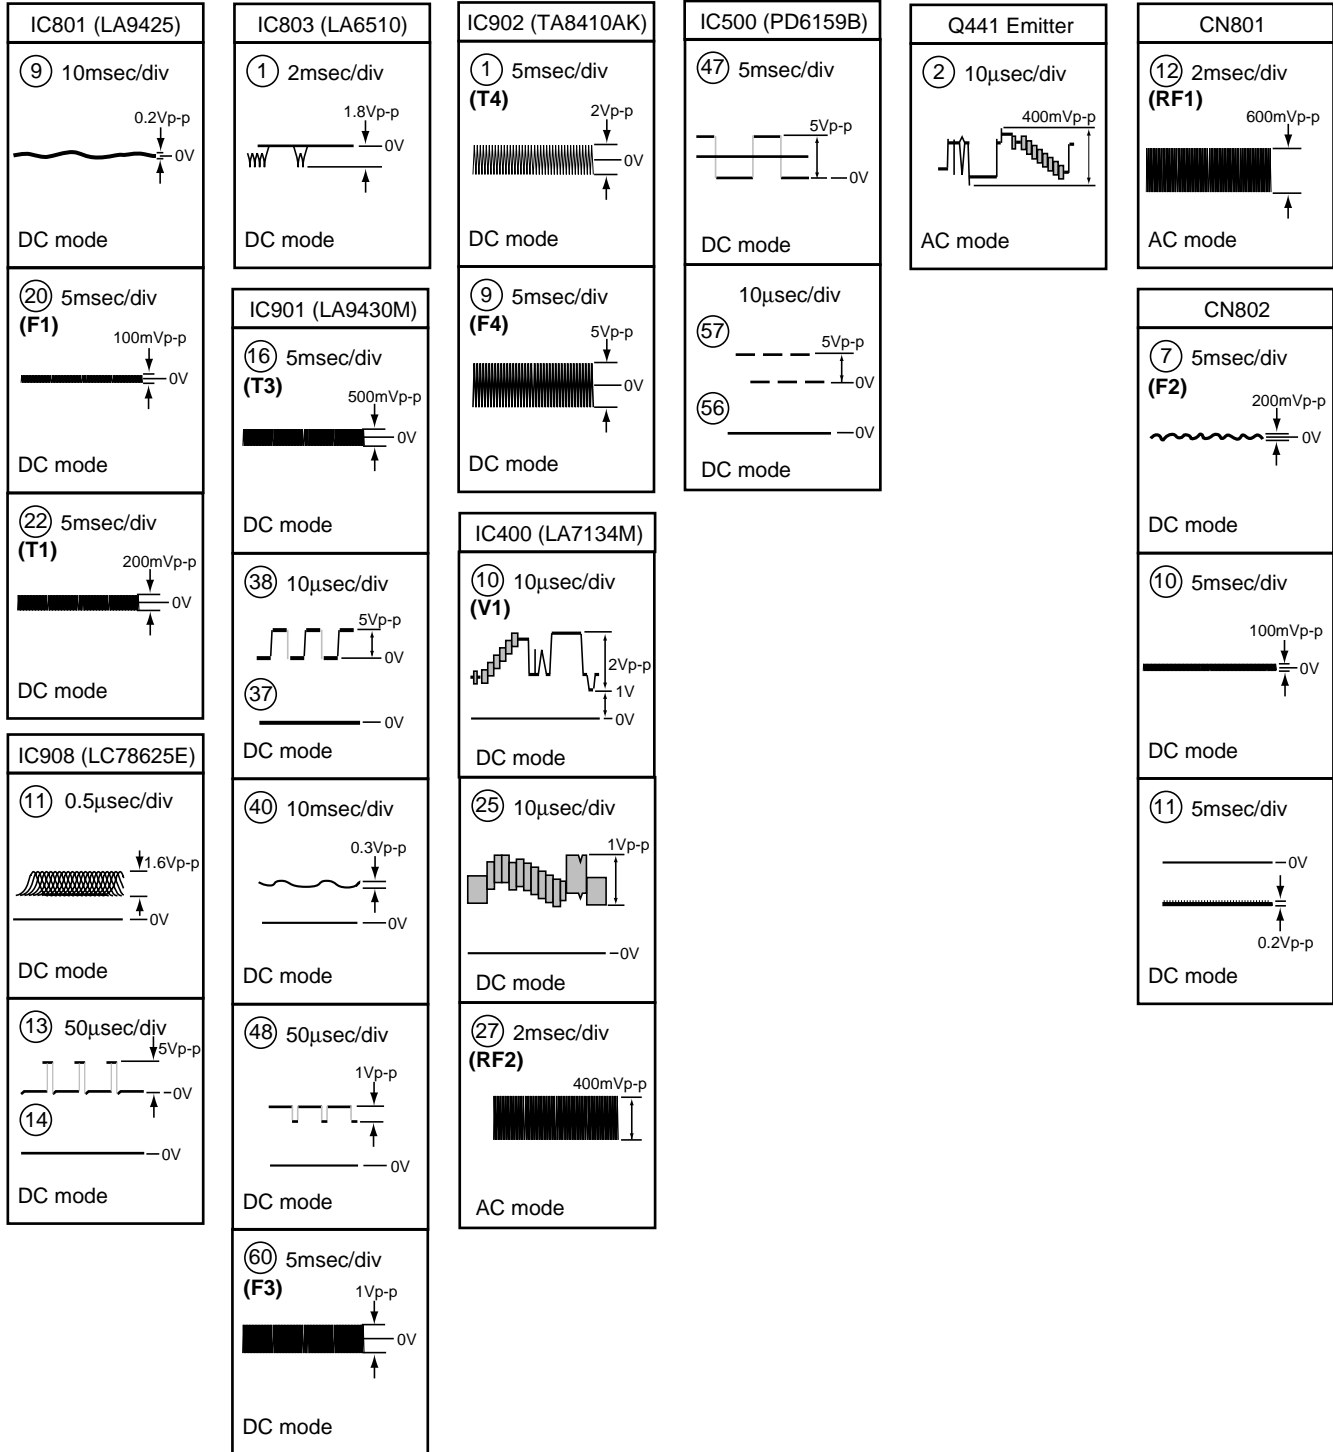 IC801 (LA9425)
9 10msec/div
0.2Vp-p
0V
DC mode
20 5msec/div
(F1)
100mVp-p
0V
DC mode
22 5msec/div
(T1)
200mVp-p
0V
DC mode
IC908 (LC78625E)
11 0.5μsec/div
1.6Vp-p
0V
DC mode
13 50μsec/div
5Vp-p
0V
14
0V
DC mode
IC803 (LA6510)
1 2msec/div
1.8Vp-p
0V
DC mode
IC901 (LA9430M)
16 5msec/div
(T3)
500mVp-p
0V
DC mode
38 10μsec/div
5Vp-p
0V
37
0V
DC mode
40 10msec/div
0.3Vp-p
0V
DC mode
48 50μsec/div
1Vp-p
0V
DC mode
60 5msec/div
(F3)
1Vp-p
0V
DC mode
IC902 (TA8410AK)
1 5msec/div
(T4)
2Vp-p
0V
DC mode
9 5msec/div
(F4)
5Vp-p
0V
DC mode
IC400 (LA7134M)
10 10μsec/div
(V1)
2Vp-p
1V
0V
DC mode
25 10μsec/div
1Vp-p
0V
DC mode
27 2msec/div
(RF2)
400mVp-p
AC mode
IC500 (PD6159B)
47 5msec/div
5Vp-p
0V
DC mode
10μsec/div
57
5Vp-p
0V
56
0V
DC mode
Q441 Emitter
2 10μsec/div
400mVp-p
AC mode
CN801
12 2msec/div
(RF1)
600mVp-p
AC mode
CN802
7 5msec/div
(F2)
200mVp-p
0V
DC mode
10 5msec/div
100mVp-p
0V
DC mode
11 5msec/div
0V
0.2Vp-p
DC mode